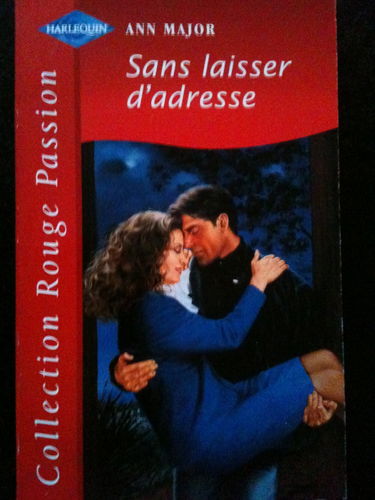 HARLEQUIN
ANN MAJOR
Sans laisser
d'adresse
Collection Rouge Passion